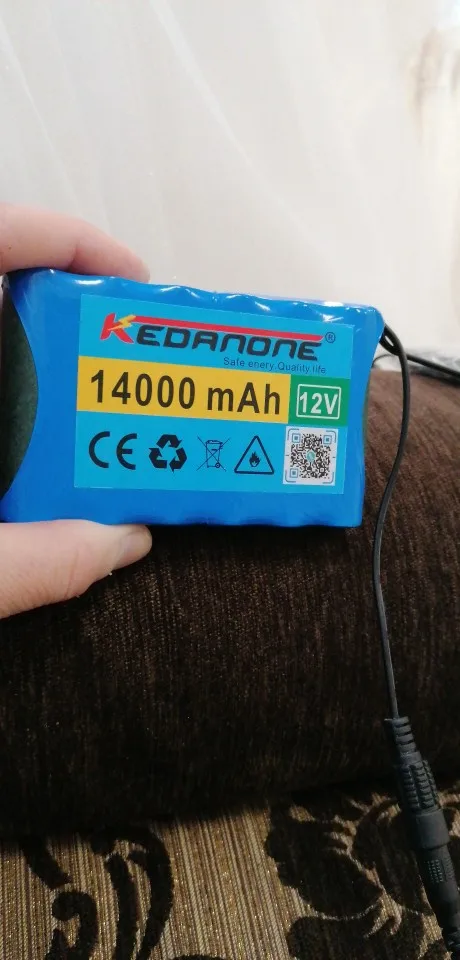 KEDANONE®
Safe enery Quality life
14000 mAh
12V
CE